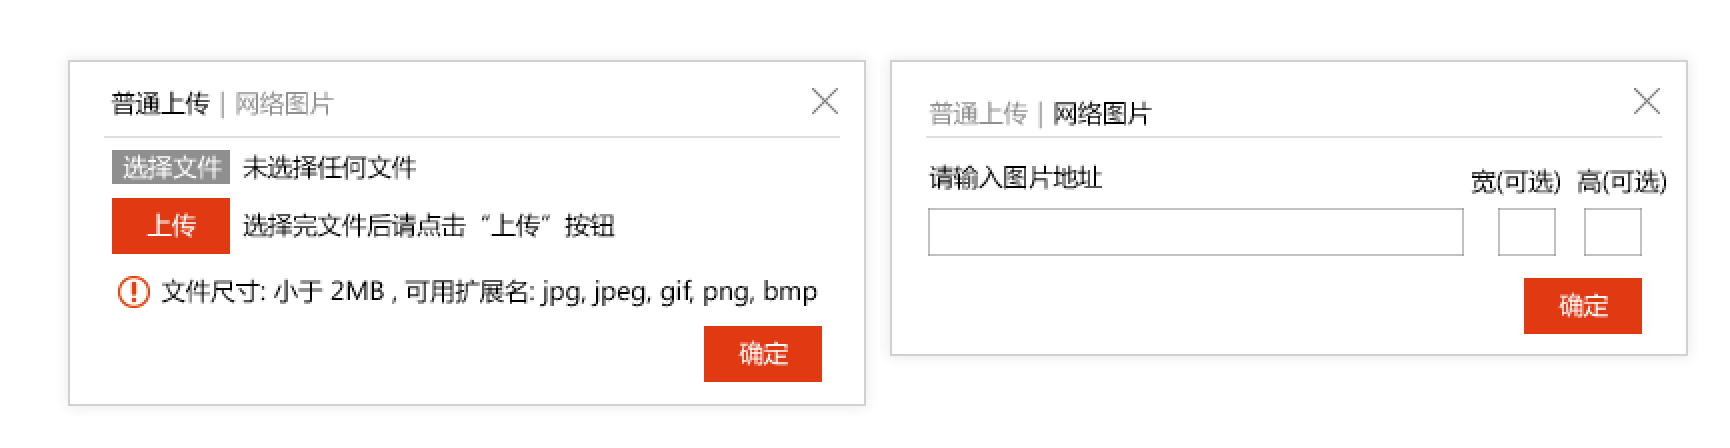 普通上传 | 网络图片
选择文件 未选择任何文件
上传 选择完文件后请点击 “上传” 按钮
文件尺寸: 小于 2MB , 可用扩展名: jpg, jpeg, gif, png, bmp
确定
普通上传 | 网络图片
请输入图片地址 宽(可选) 高(可选)
确定